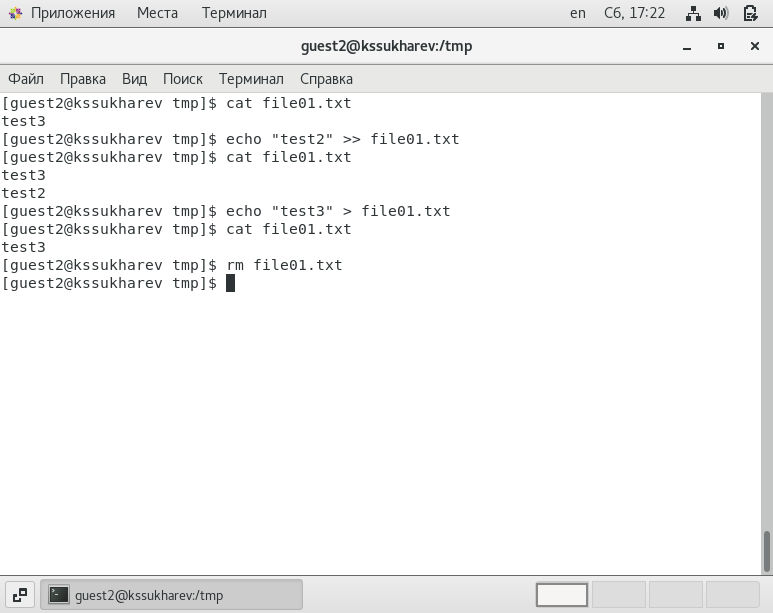 Приложения Места Терминал en Сб, 17:22
guest2@kssukharev:/tmp
Файл Правка Вид Поиск Терминал Справка
[guest2@kssukharev tmp]$ cat file01.txt
test3
[guest2@kssukharev tmp]$ echo "test2" >> file01.txt
[guest2@kssukharev tmp]$ cat file01.txt
test3
test2
[guest2@kssukharev tmp]$ echo "test3" > file01.txt
[guest2@kssukharev tmp]$ cat file01.txt
test3
[guest2@kssukharev tmp]$ rm file01.txt
[guest2@kssukharev tmp]$
guest2@kssukharev:/tmp